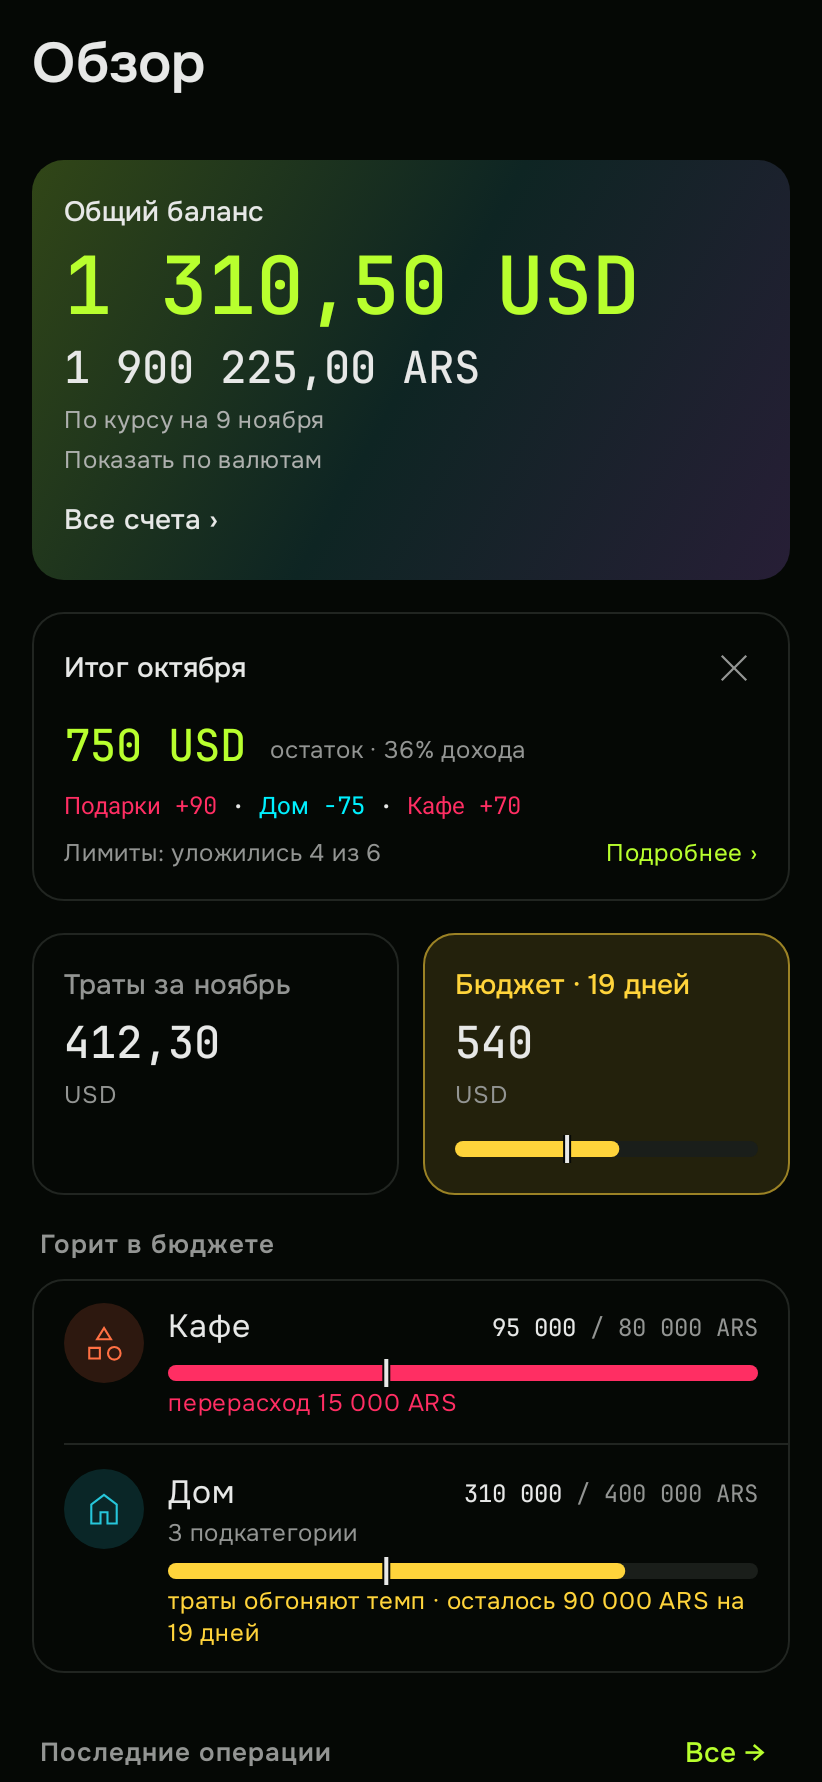 Обзор
Общий баланс
1 310,50 USD
1 900 225,00 ARS
По курсу на 9 ноября
Показать по валютам
Все счета ›
Итог октября
750 USD остаток · 36% дохода
Подарки +90 · Дом -75 · Кафе +70
Лимиты: уложились 4 из 6 Подробнее ›
Траты за ноябрь
412,30
USD
Бюджет · 19 дней
540
USD
Горит в бюджете
Кафе 95 000 / 80 000 ARS
перерасход 15 000 ARS
Дом 310 000 / 400 000 ARS
3 подкатегории
траты обгоняют темп · осталось 90 000 ARS на
19 дней
Последние операции Все →